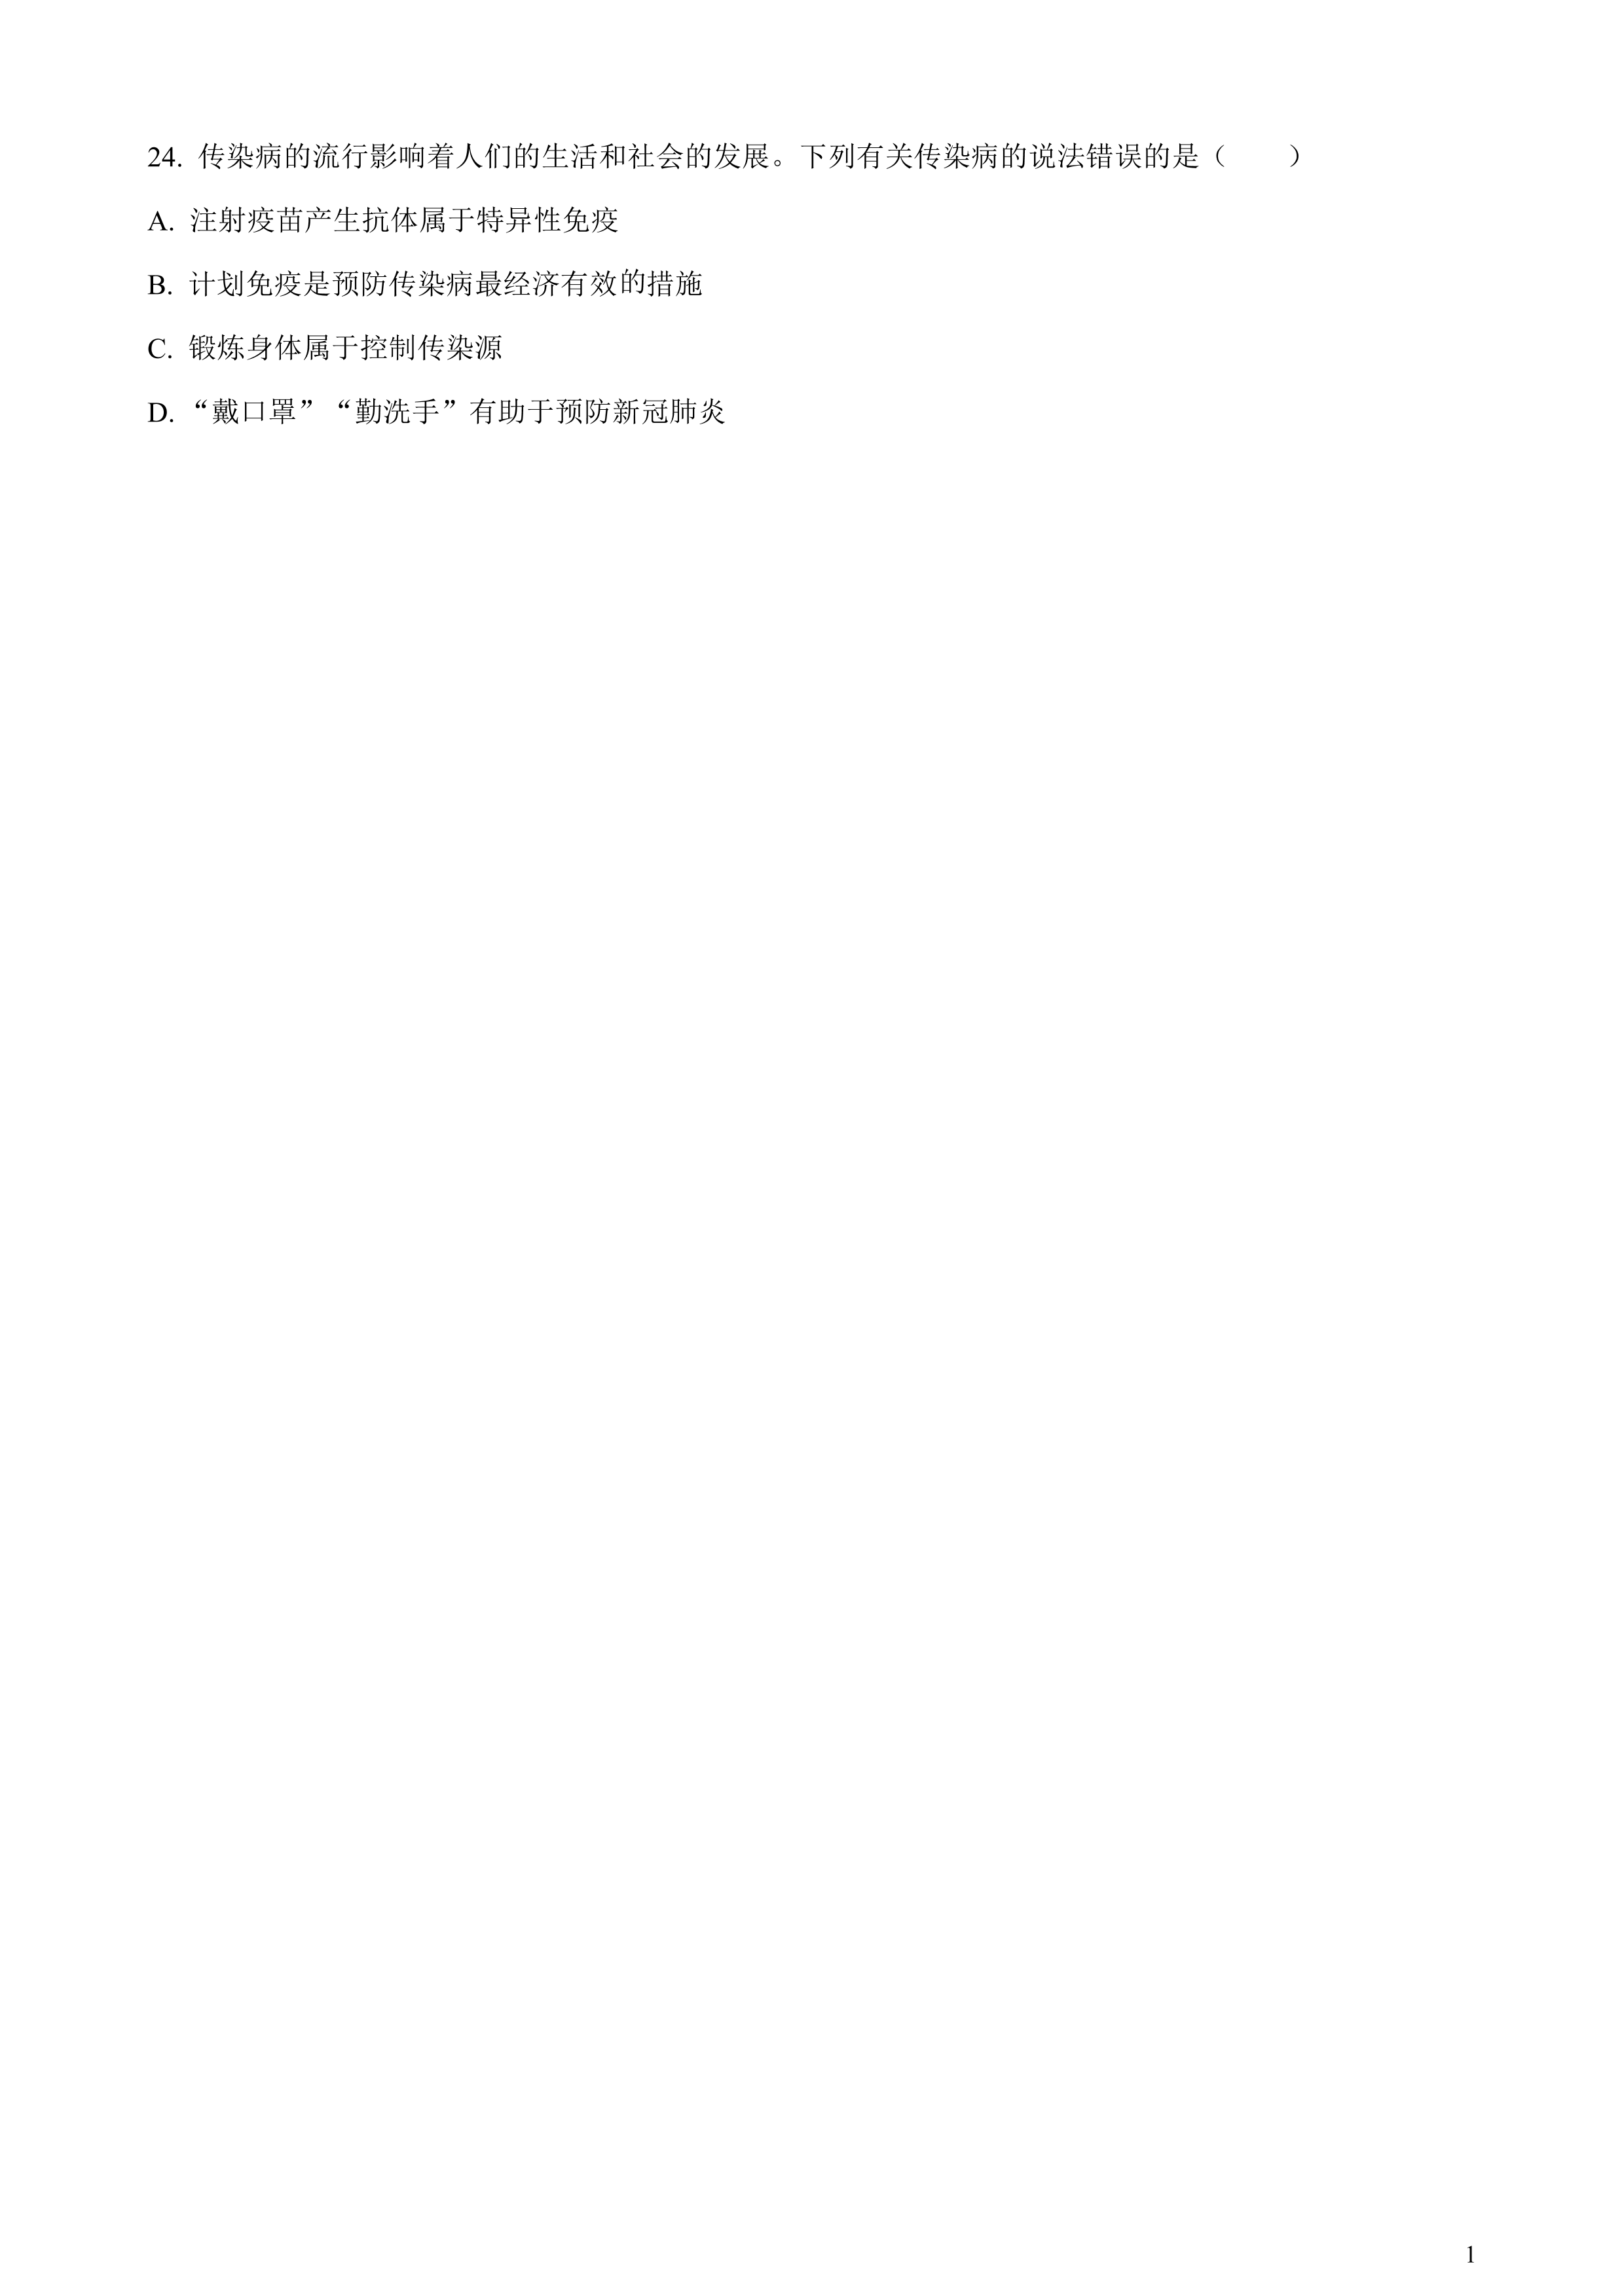 24. 传染病的流行影响着人们的生活和社会的发展。下列有关传染病的说法错误的是（　　）
A. 注射疫苗产生抗体属于特异性免疫
B. 计划免疫是预防传染病最经济有效的措施
C. 锻炼身体属于控制传染源
D. “戴口罩”“勤洗手”有助于预防新冠肺炎
1